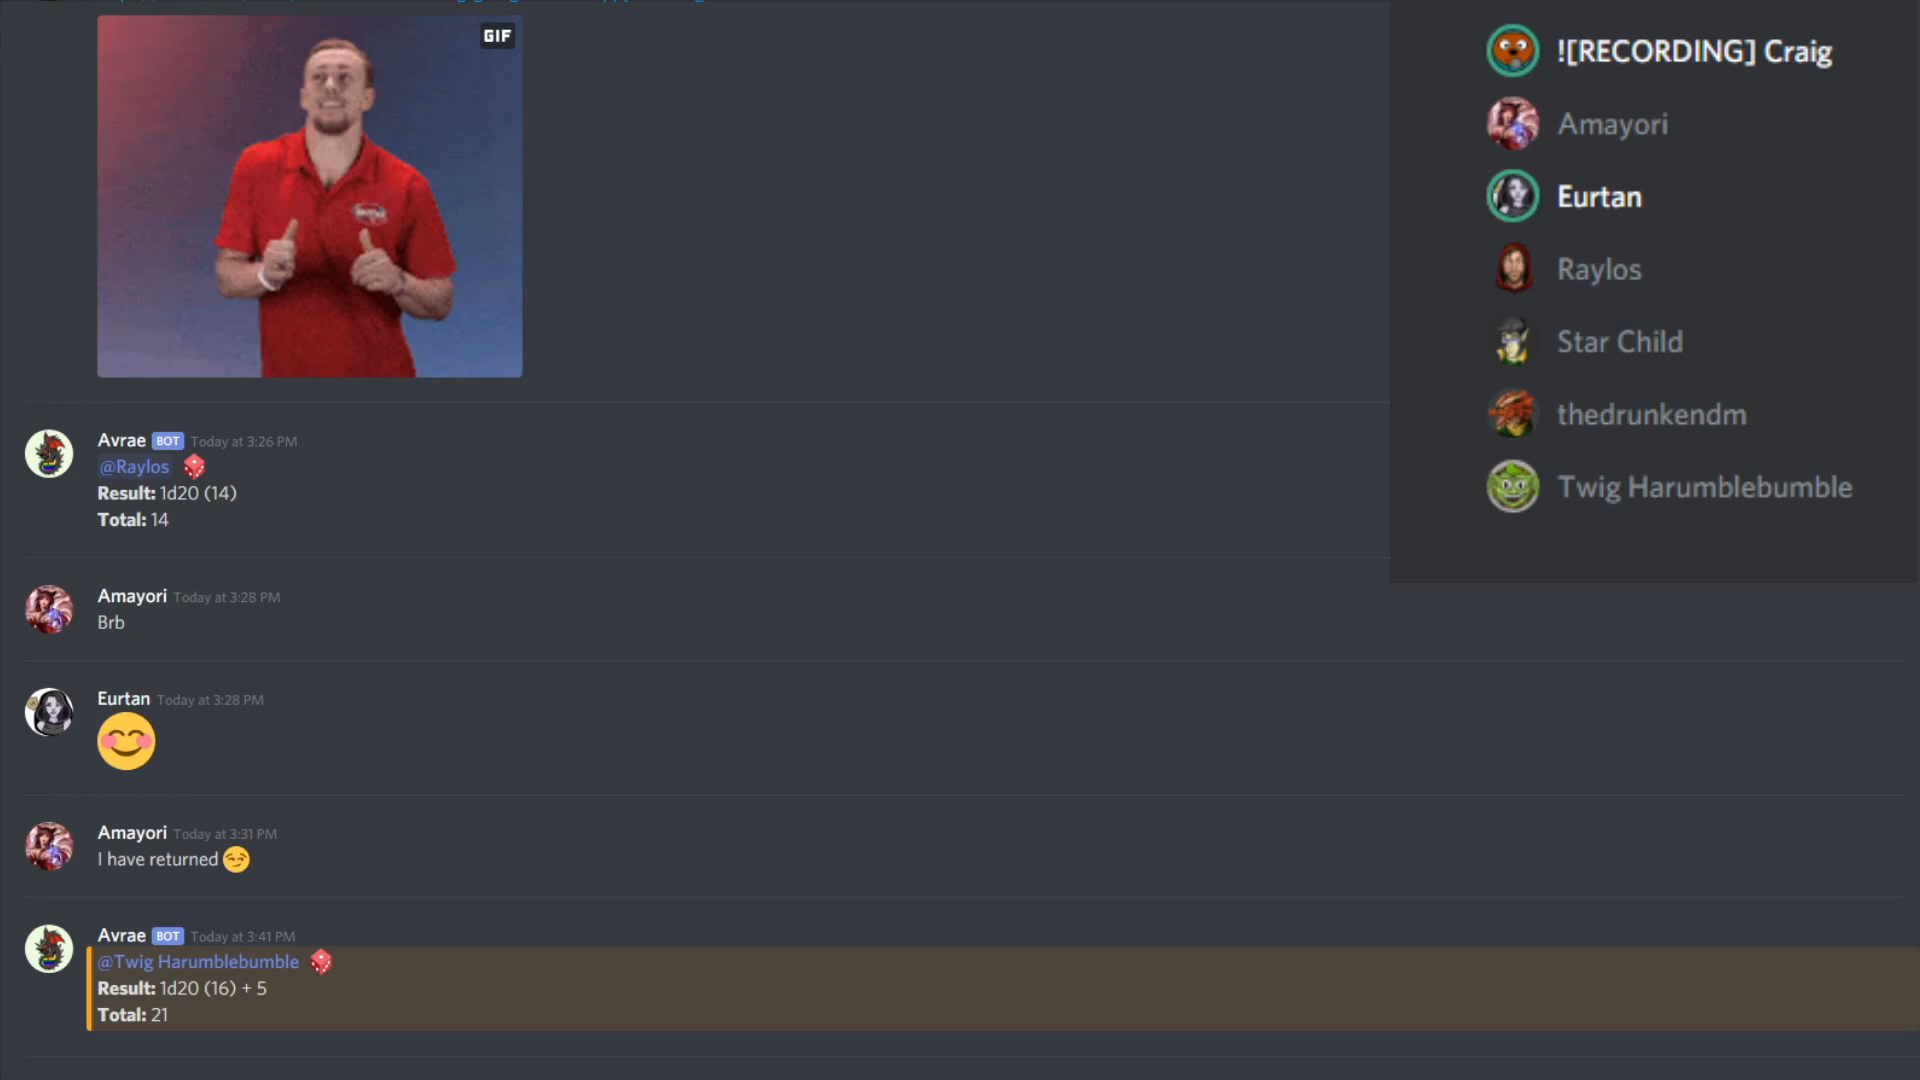 GIF
Avrae BOT Today at 3:26 PM
@Raylos
Result: 1d20 (14)
Total: 14
Amayori Today at 3:28 PM
Brb
Eurtan Today at 3:28 PM
Amayori Today at 3:31 PM
I have returned
Avrae BOT Today at 3:41 PM
@Twig Harumblebumble
Result: 1d20 (16) + 5
Total: 21
![RECORDING] Craig
Amayori
Eurtan
Raylos
Star Child
thedrunkendm
Twig Harumblebumble